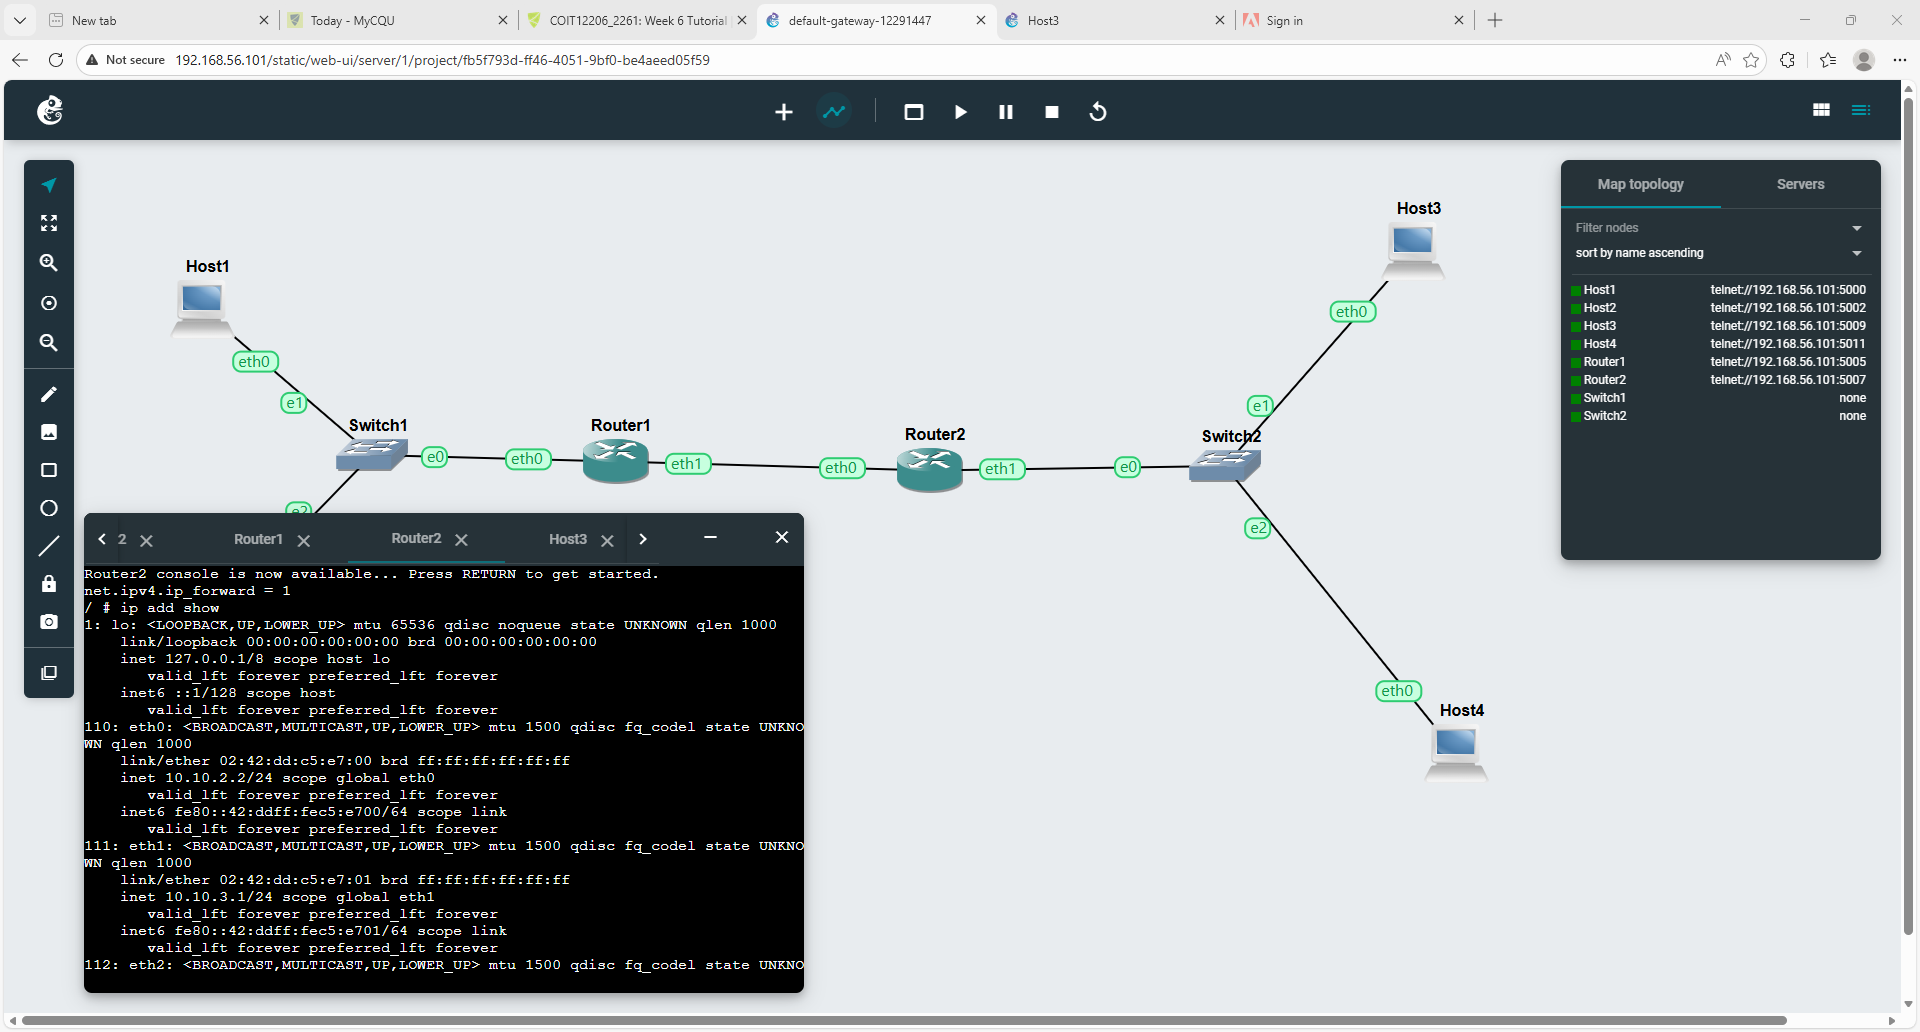 New tab
Today - MyCQU
COIT12206_2261: Week 6 Tutorial
default-gateway-12291447
Host3
Sign in
Not secure 192.168.56.101/static/web-ui/server/1/project/fb5f793d-ff46-4051-9bf0-be4aeed05f59
Map topology Servers
Filter nodes
sort by name ascending
Host1 telnet://192.168.56.101:5000
Host2 telnet://192.168.56.101:5002
Host3 telnet://192.168.56.101:5009
Host4 telnet://192.168.56.101:5011
Router1 telnet://192.168.56.101:5005
Router2 telnet://192.168.56.101:5007
Switch1 none
Switch2 none
Host3
eth0
Host1
eth0
e1
e1
Switch1
Router1
Router2
Switch2
e0
eth0
eth1
eth0
eth1
e0
e2
e2
eth0
Host4
2
Router1
Router2
Host3
Router2 console is now available... Press RETURN to get started.
net.ipv4.ip_forward = 1
/ # ip add show
1: lo: <LOOPBACK,UP,LOWER_UP> mtu 65536 qdisc noqueue state UNKNOWN qlen 1000
link/loopback 00:00:00:00:00:00 brd 00:00:00:00:00:00
inet 127.0.0.1/8 scope host lo
valid_lft forever preferred_lft forever
inet6 ::1/128 scope host
valid_lft forever preferred_lft forever
110: eth0: <BROADCAST,MULTICAST,UP,LOWER_UP> mtu 1500 qdisc fq_codel state UNKNO
WN qlen 1000
link/ether 02:42:dd:c5:e7:00 brd ff:ff:ff:ff:ff:ff
inet 10.10.2.2/24 scope global eth0
valid_lft forever preferred_lft forever
inet6 fe80::42:ddff:fec5:e700/64 scope link
valid_lft forever preferred_lft forever
111: eth1: <BROADCAST,MULTICAST,UP,LOWER_UP> mtu 1500 qdisc fq_codel state UNKNO
WN qlen 1000
link/ether 02:42:dd:c5:e7:01 brd ff:ff:ff:ff:ff:ff
inet 10.10.3.1/24 scope global eth1
valid_lft forever preferred_lft forever
inet6 fe80::42:ddff:fec5:e701/64 scope link
valid_lft forever preferred_lft forever
112: eth2: <BROADCAST,MULTICAST,UP,LOWER_UP> mtu 1500 qdisc fq_codel state UNKNO